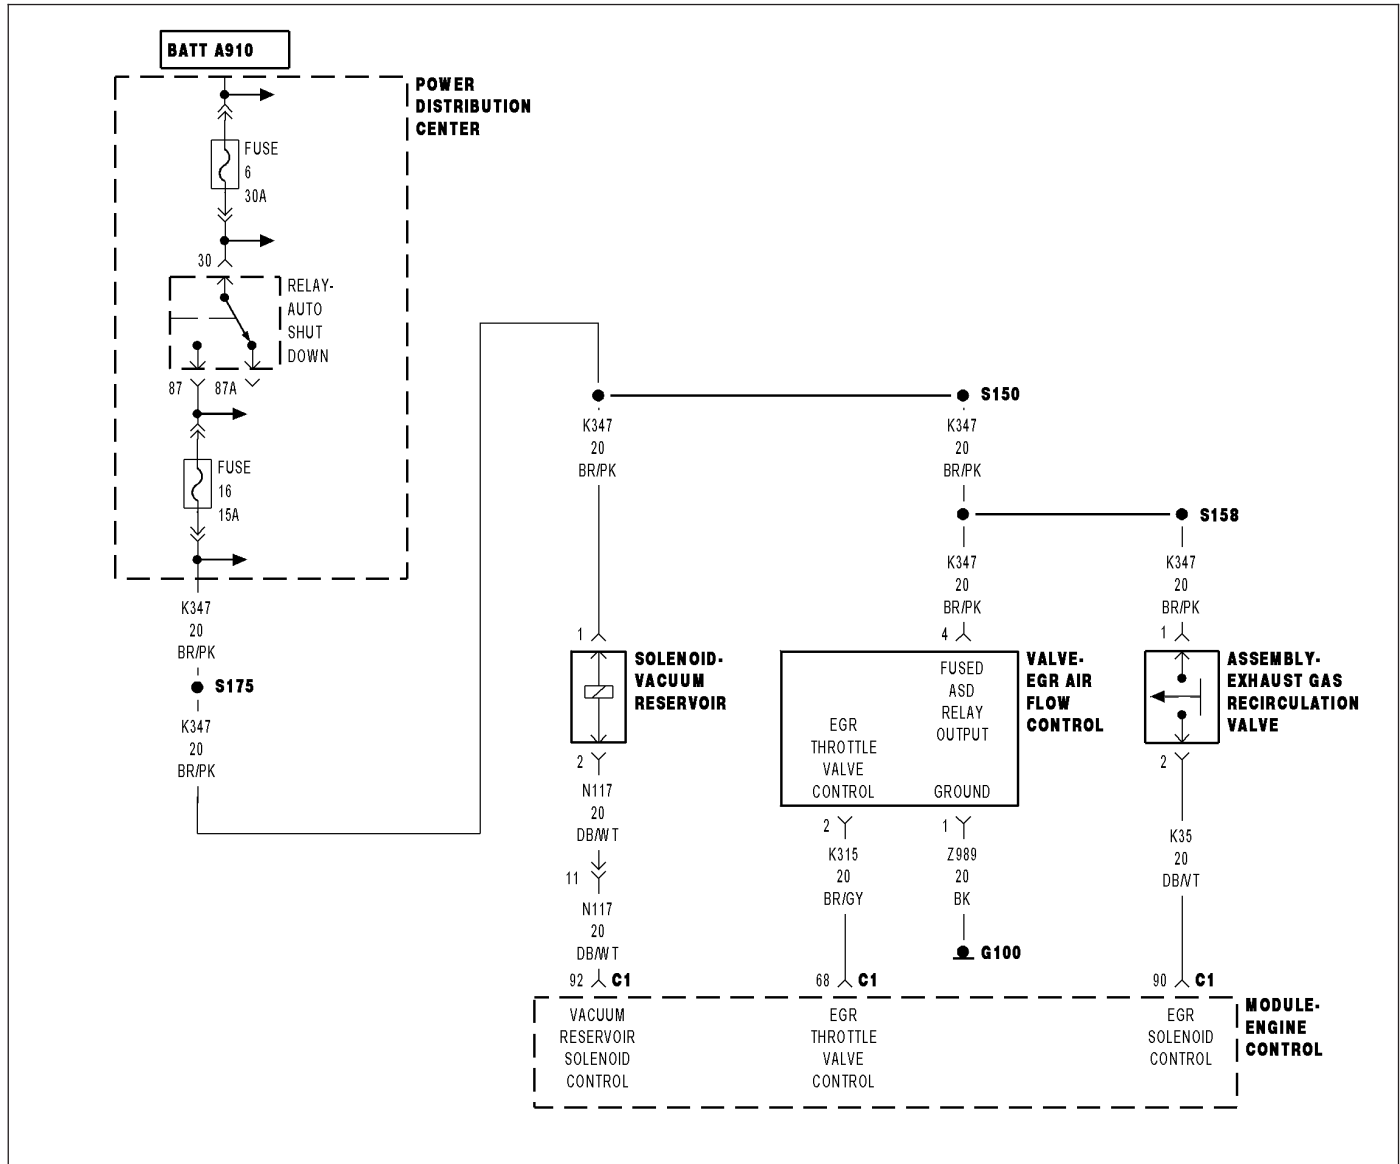 BATT A910
POWER
DISTRIBUTION
CENTER
FUSE
6
30A
30
RELAY-
AUTO
SHUT
DOWN
87
87A
FUSE
16
15A
K347
20
BR/PK
S175
K347
20
BR/PK
S150
K347
20
BR/PK
K347
20
BR/PK
S158
K347
20
BR/PK
K347
20
BR/PK
1
SOLENOID-
VACUUM
RESERVOIR
2
N117
20
DB/WT
11
N117
20
DB/WT
92
C1
4
FUSED
ASD
RELAY
OUTPUT
EGR
THROTTLE
VALVE
CONTROL
GROUND
VALVE-
EGR AIR
FLOW
CONTROL
2
K315
20
BR/GY
68
C1
1
Z989
20
BK
G100
1
ASSEMBLY-
EXHAUST GAS
RECIRCULATION
VALVE
2
K35
20
DB/VT
90
C1
VACUUM
RESERVOIR
SOLENOID
CONTROL
EGR
THROTTLE
VALVE
CONTROL
EGR
SOLENOID
CONTROL
MODULE-
ENGINE
CONTROL